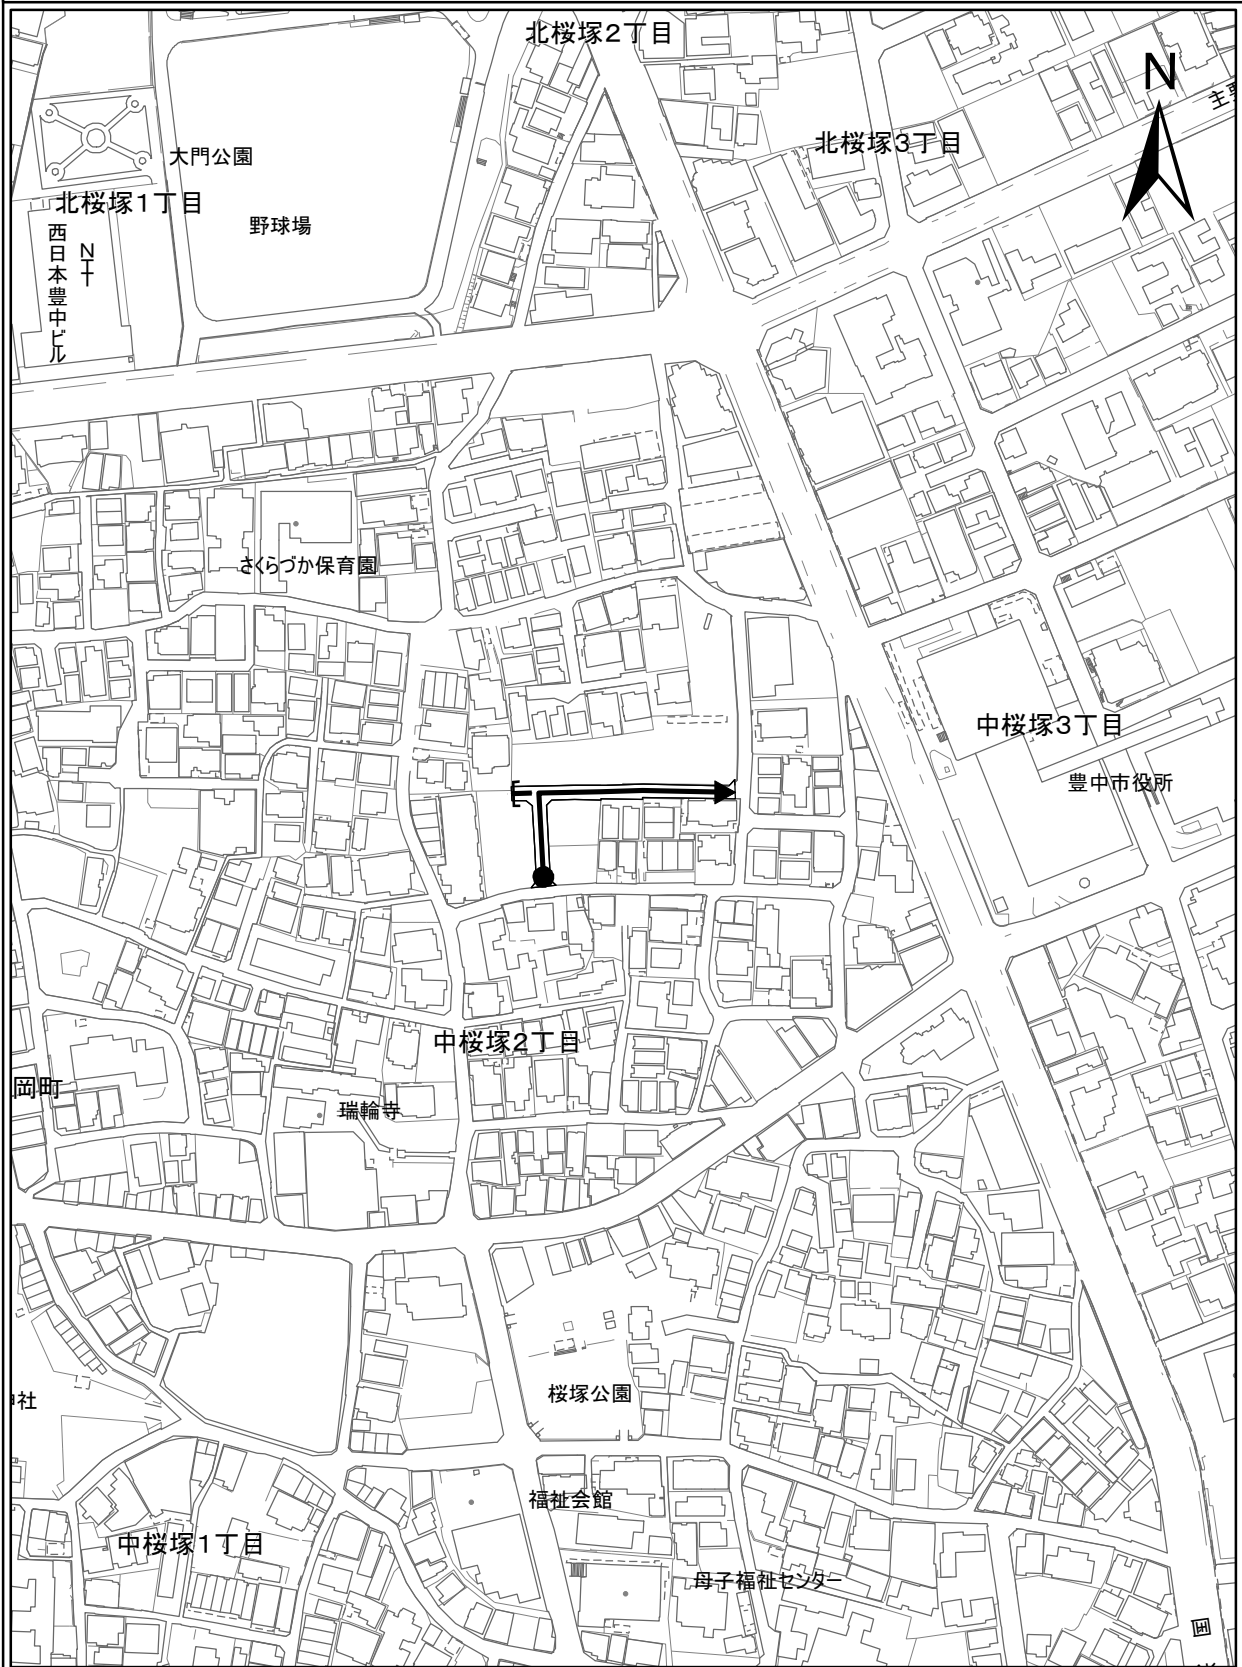 北桜塚2丁目
N
主要
北桜塚3丁目
大門公園
北桜塚1丁目
野球場
NTT
西日本豊中ビル
さくらづか保育園
中桜塚3丁目
豊中市役所
中桜塚2丁目
岡町
瑞輪寺
桜塚公園
社
福祉会館
中桜塚1丁目
母子福祉センター
国